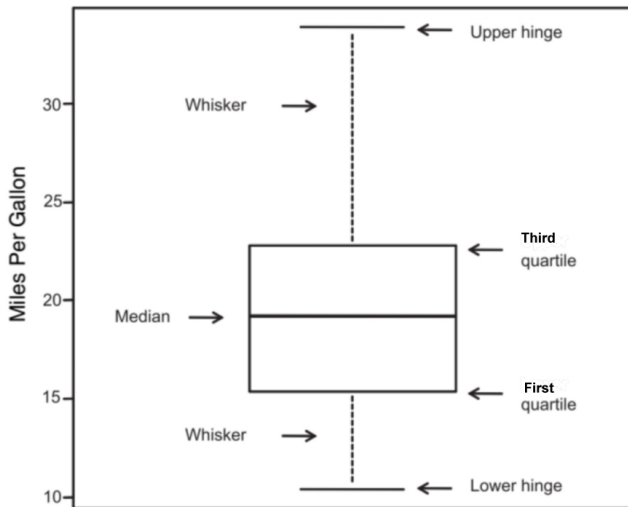 Upper hinge
Whisker
30
25
Miles Per Gallon
Third
quartile
20
Median
15
First
quartile
Whisker
Lower hinge
10